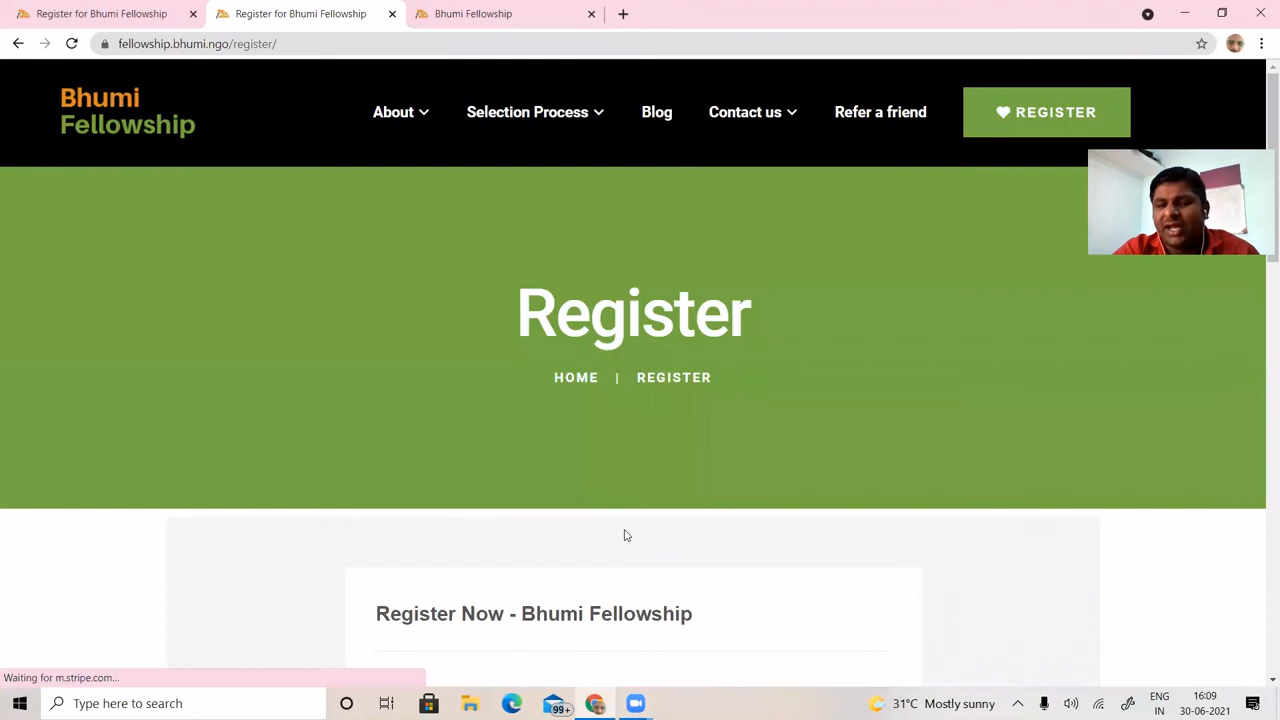 Register for Bhumi Fellowship
Register for Bhumi Fellowship
Bhumi Fellowship
fellowship.bhumi.ngo/register/
Bhumi
Fellowship
About
Selection Process
Blog
Contact us
Refer a friend
REGISTER
Register
HOME | REGISTER
Register Now - Bhumi Fellowship
Waiting for m.stripe.com...
Type here to search
99+
31°C Mostly sunny
ENG
IN
16:09
30-06-2021